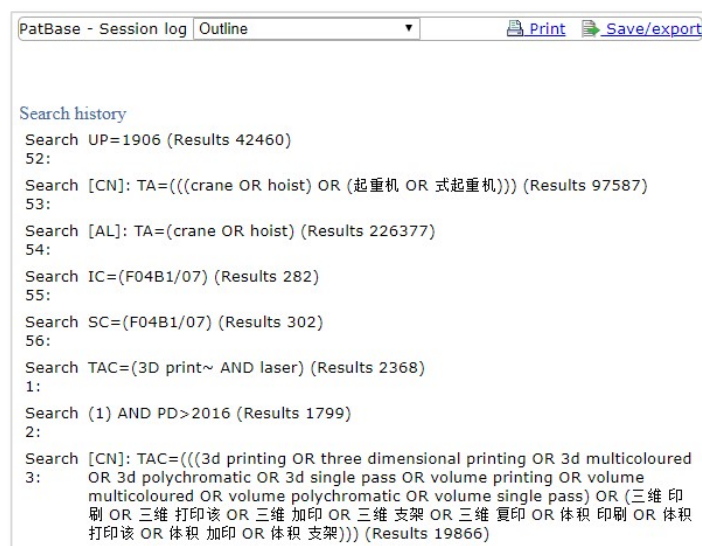 PatBase - Session log Outline Print Save/export
Search history
Search UP=1906 (Results 42460)
52:
Search [CN]: TA=(((crane OR hoist) OR (起重机 OR 式起重机))) (Results 97587)
53:
Search [AL]: TA=(crane OR hoist) (Results 226377)
54:
Search IC=(F04B1/07) (Results 282)
55:
Search SC=(F04B1/07) (Results 302)
56:
Search TAC=(3D print~ AND laser) (Results 2368)
1:
Search (1) AND PD>2016 (Results 1799)
2:
Search [CN]: TAC=(((3d printing OR three dimensional printing OR 3d multicoloured
3: OR 3d polychromatic OR 3d single pass OR volume printing OR volume
multicoloured OR volume polychromatic OR volume single pass) OR (三维 印
刷 OR 三维 打印该 OR 三维 加印 OR 三维 支架 OR 三维 复印 OR 体积 印刷 OR 体积
打印该 OR 体积 加印 OR 体积 支架))) (Results 19866)